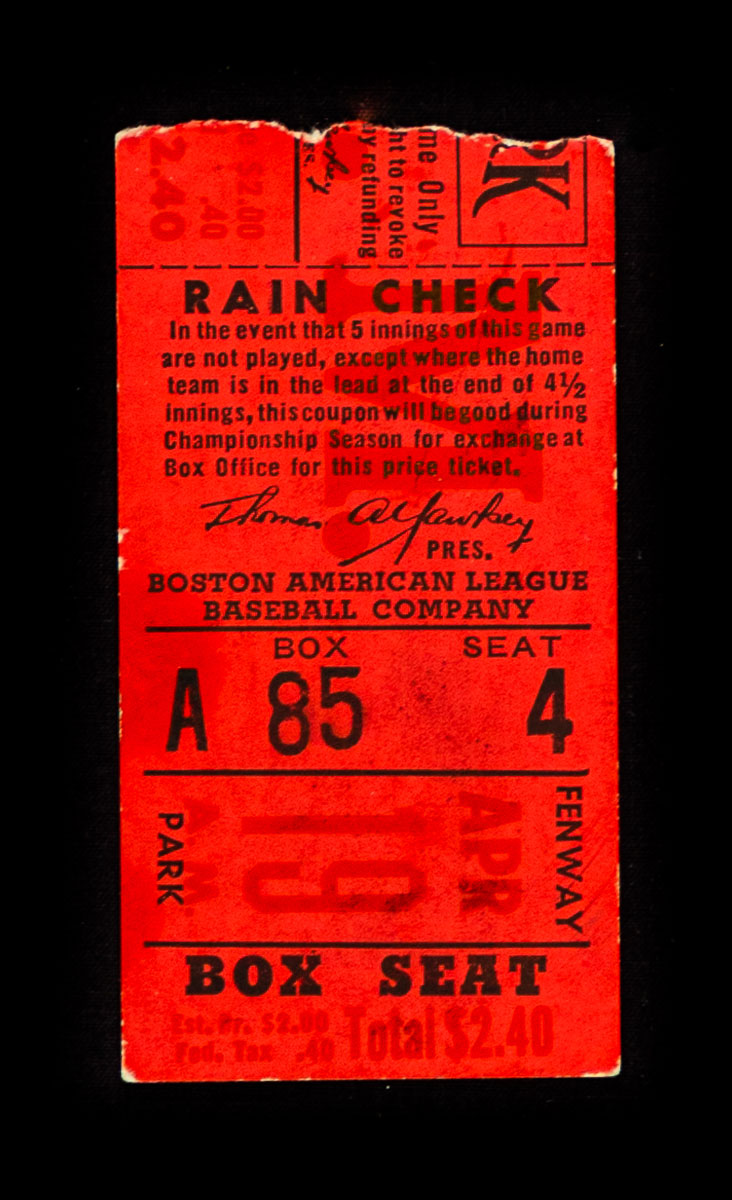 RK
me Only
ht to revoke
y refunding
$2.00
.40
2.40
RAIN CHECK
In the event that 5 innings of this game
are not played, except where the home
team is in the lead at the end of 4½
innings, this coupon will be good during
Championship Season for exchange at
Box Office for this price ticket.
Thomas A Yawkey
PRES.
BOSTON AMERICAN LEAGUE
BASEBALL COMPANY
BOX SEAT
A 85 4
FENWAY
APR
19
A.M.
PARK
BOX SEAT
Est. Pr. $2.00
Fed. Tax .40
Total $2.40